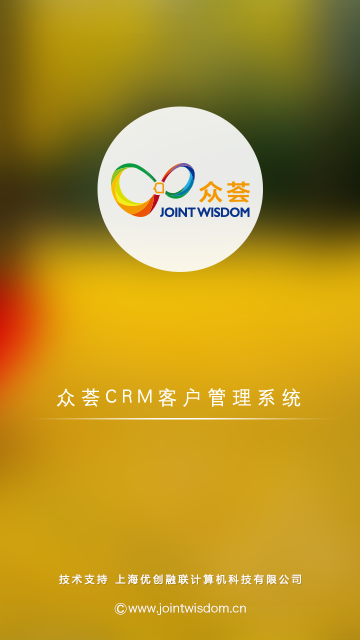 众荟
JOINT WISDOM
众荟CRM客户管理系统
技术支持 上海优创融联计算机科技有限公司
©www.jointwisdom.cn